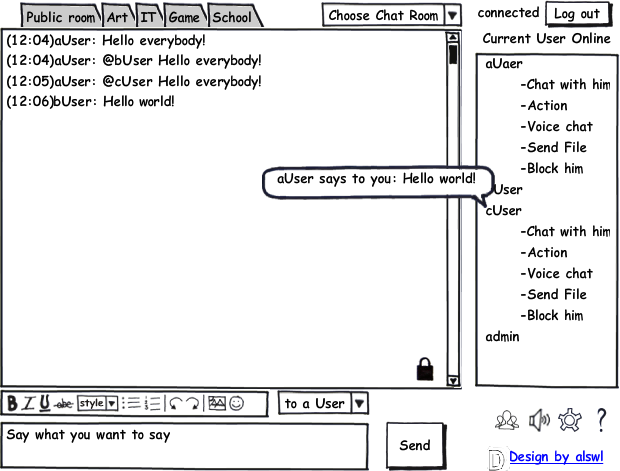 Public room Art IT Game School
Choose Chat Room
connected
Log out
Current User Online
(12:04)aUser: Hello everybody!
(12:04)aUser: @bUser Hello everybody!
(12:05)aUser: @cUser Hello everybody!
(12:06)bUser: Hello world!
aUser says to you: Hello world!
aUaer
-Chat with him
-Action
-Voice chat
-Send File
-Block him
User
cUser
-Chat with him
-Action
-Voice chat
-Send File
-Block him
admin
B I U abc style
to a User
Say what you want to say
Send
?
D Design by alswl